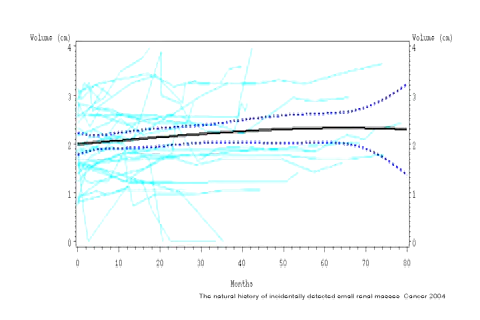 Volume (cm) Volume (cm)
4 4
3 3
2 2
1 1
0 0
0 10 20 30 40 50 60 70 80
Months
The natural history of incidentally detected small renal masses Cancer 2004